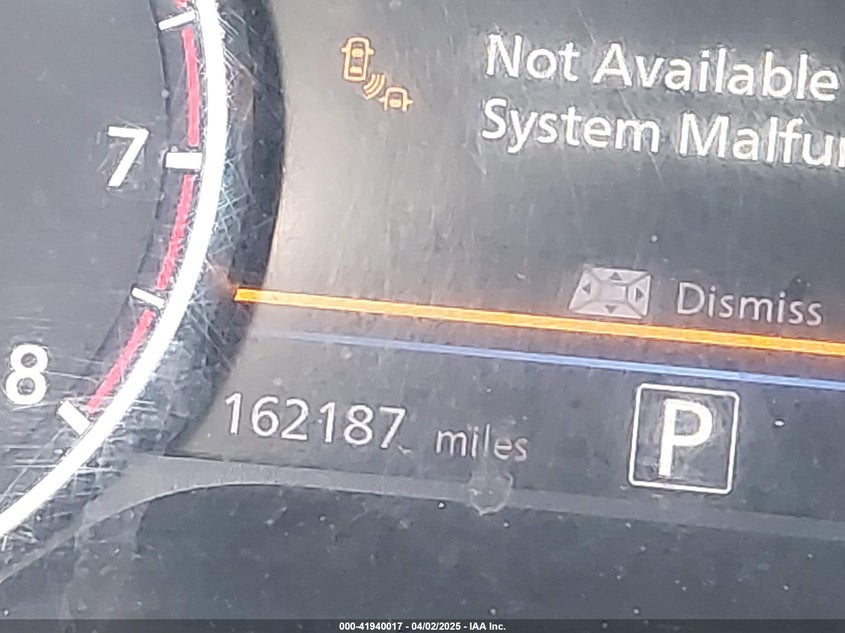 Not Available
System Malfu
7
Dismiss
8
162187 miles
P
000-41940017 - 04/02/2025 - IAA Inc.